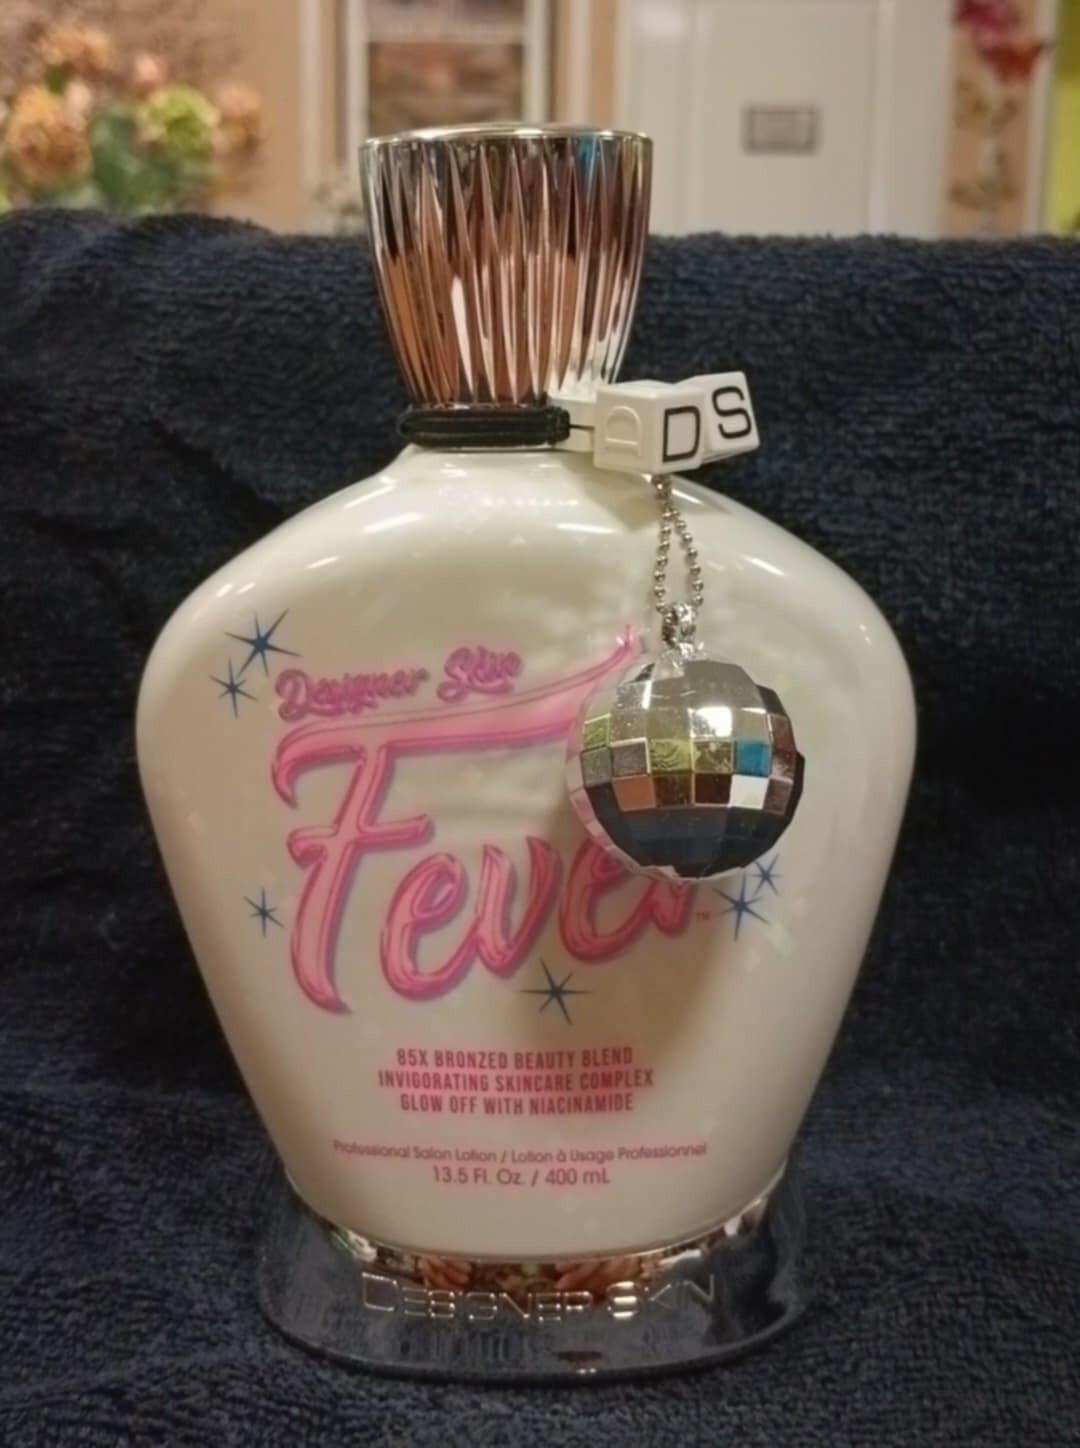 D DS
Designer Skin
Fever™
85X BRONZED BEAUTY BLEND
INVIGORATING SKINCARE COMPLEX
GLOW OFF WITH NIACINAMIDE
Professional Salon Lotion / Lotion à Usage Professionnel
13.5 Fl. Oz. / 400 mL
DESIGNER SKIN